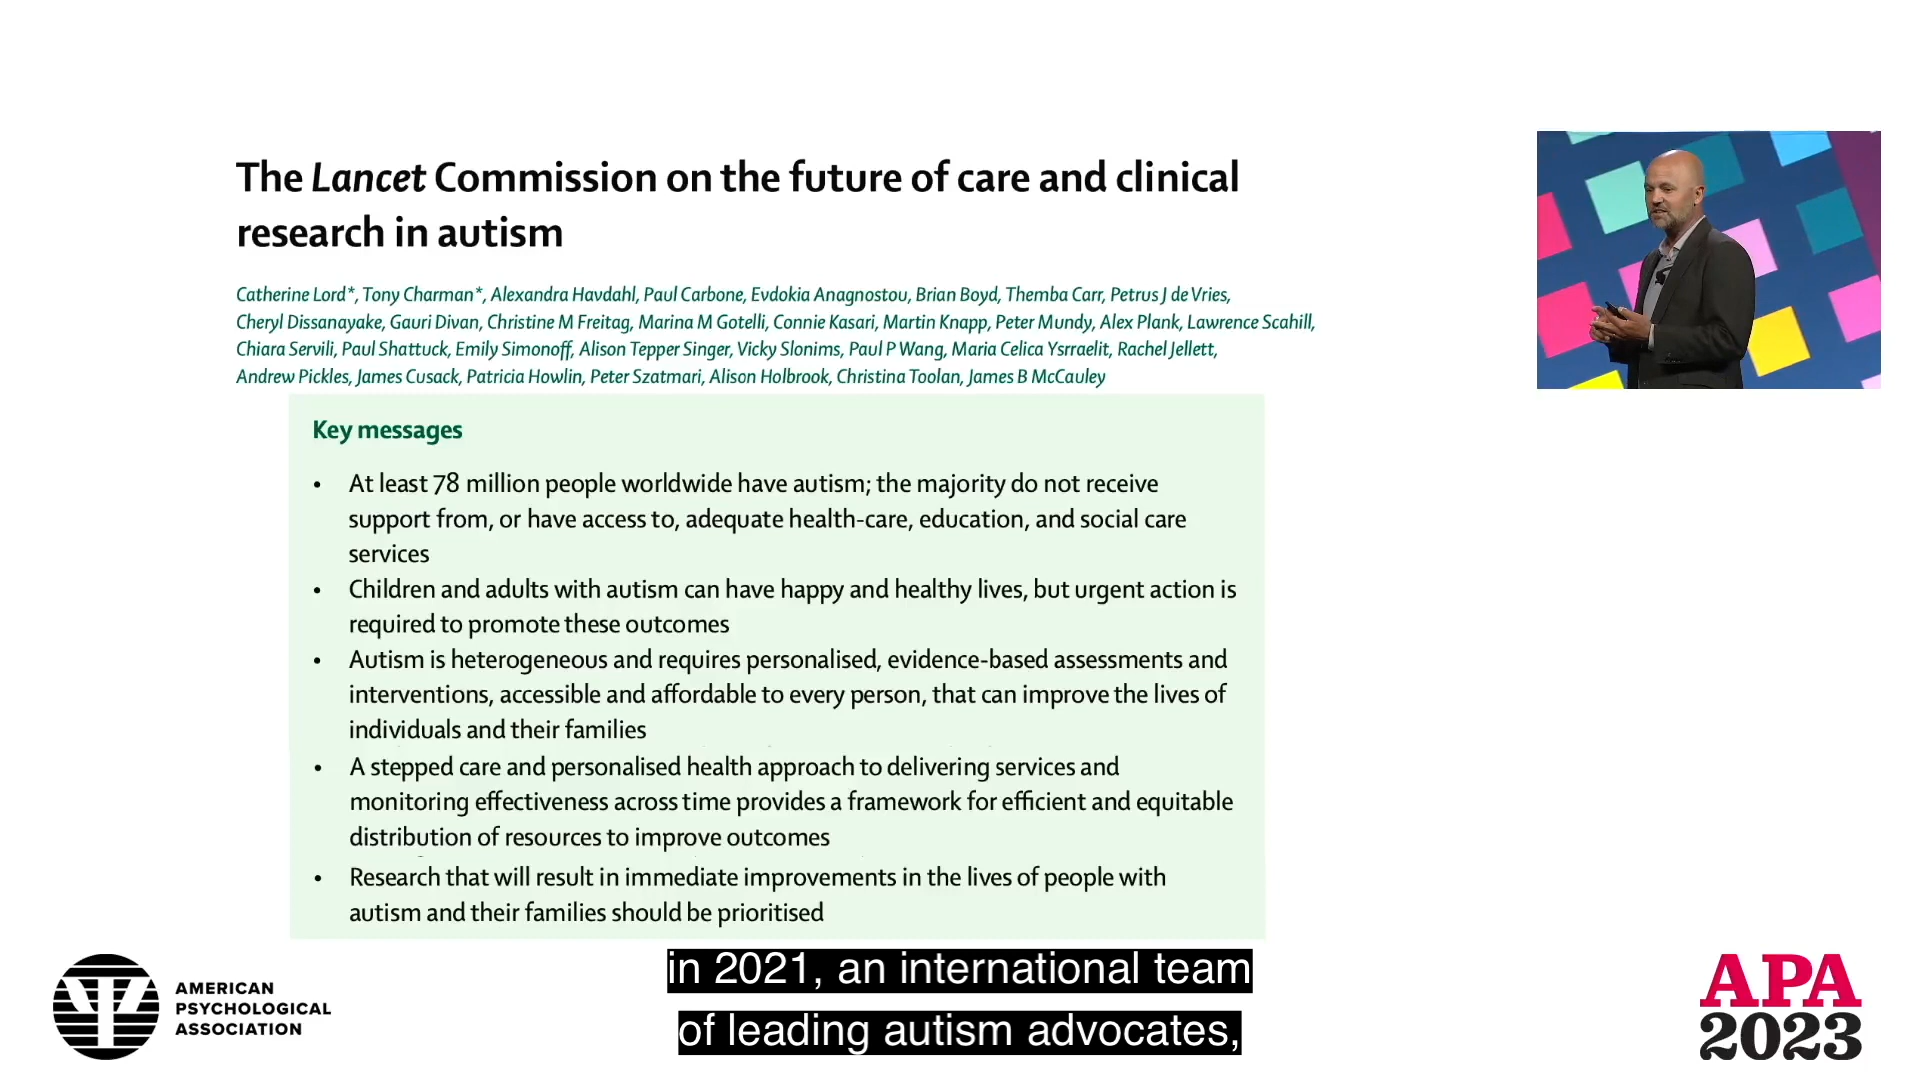 The Lancet Commission on the future of care and clinical
research in autism
Catherine Lord*, Tony Charman*, Alexandra Havdahl, Paul Carbone, Evdokia Anagnostou, Brian Boyd, Themba Carr, Petrus J de Vries,
Cheryl Dissanayake, Gauri Divan, Christine M Freitag, Marina M Gotelli, Connie Kasari, Martin Knapp, Peter Mundy, Alex Plank, Lawrence Scahill,
Chiara Servili, Paul Shattuck, Emily Simonoff, Alison Tepper Singer, Vicky Slonims, Paul P Wang, Maria Celica Ysrraelit, Rachel Jellett,
Andrew Pickles, James Cusack, Patricia Howlin, Peter Szatmari, Alison Holbrook, Christina Toolan, James B McCauley
Key messages
• At least 78 million people worldwide have autism; the majority do not receive
support from, or have access to, adequate health-care, education, and social care
services
• Children and adults with autism can have happy and healthy lives, but urgent action is
required to promote these outcomes
• Autism is heterogeneous and requires personalised, evidence-based assessments and
interventions, accessible and affordable to every person, that can improve the lives of
individuals and their families
• A stepped care and personalised health approach to delivering services and
monitoring effectiveness across time provides a framework for efficient and equitable
distribution of resources to improve outcomes
• Research that will result in immediate improvements in the lives of people with
autism and their families should be prioritised
in 2021, an international team
of leading autism advocates,
AMERICAN
PSYCHOLOGICAL
ASSOCIATION
APA
2023